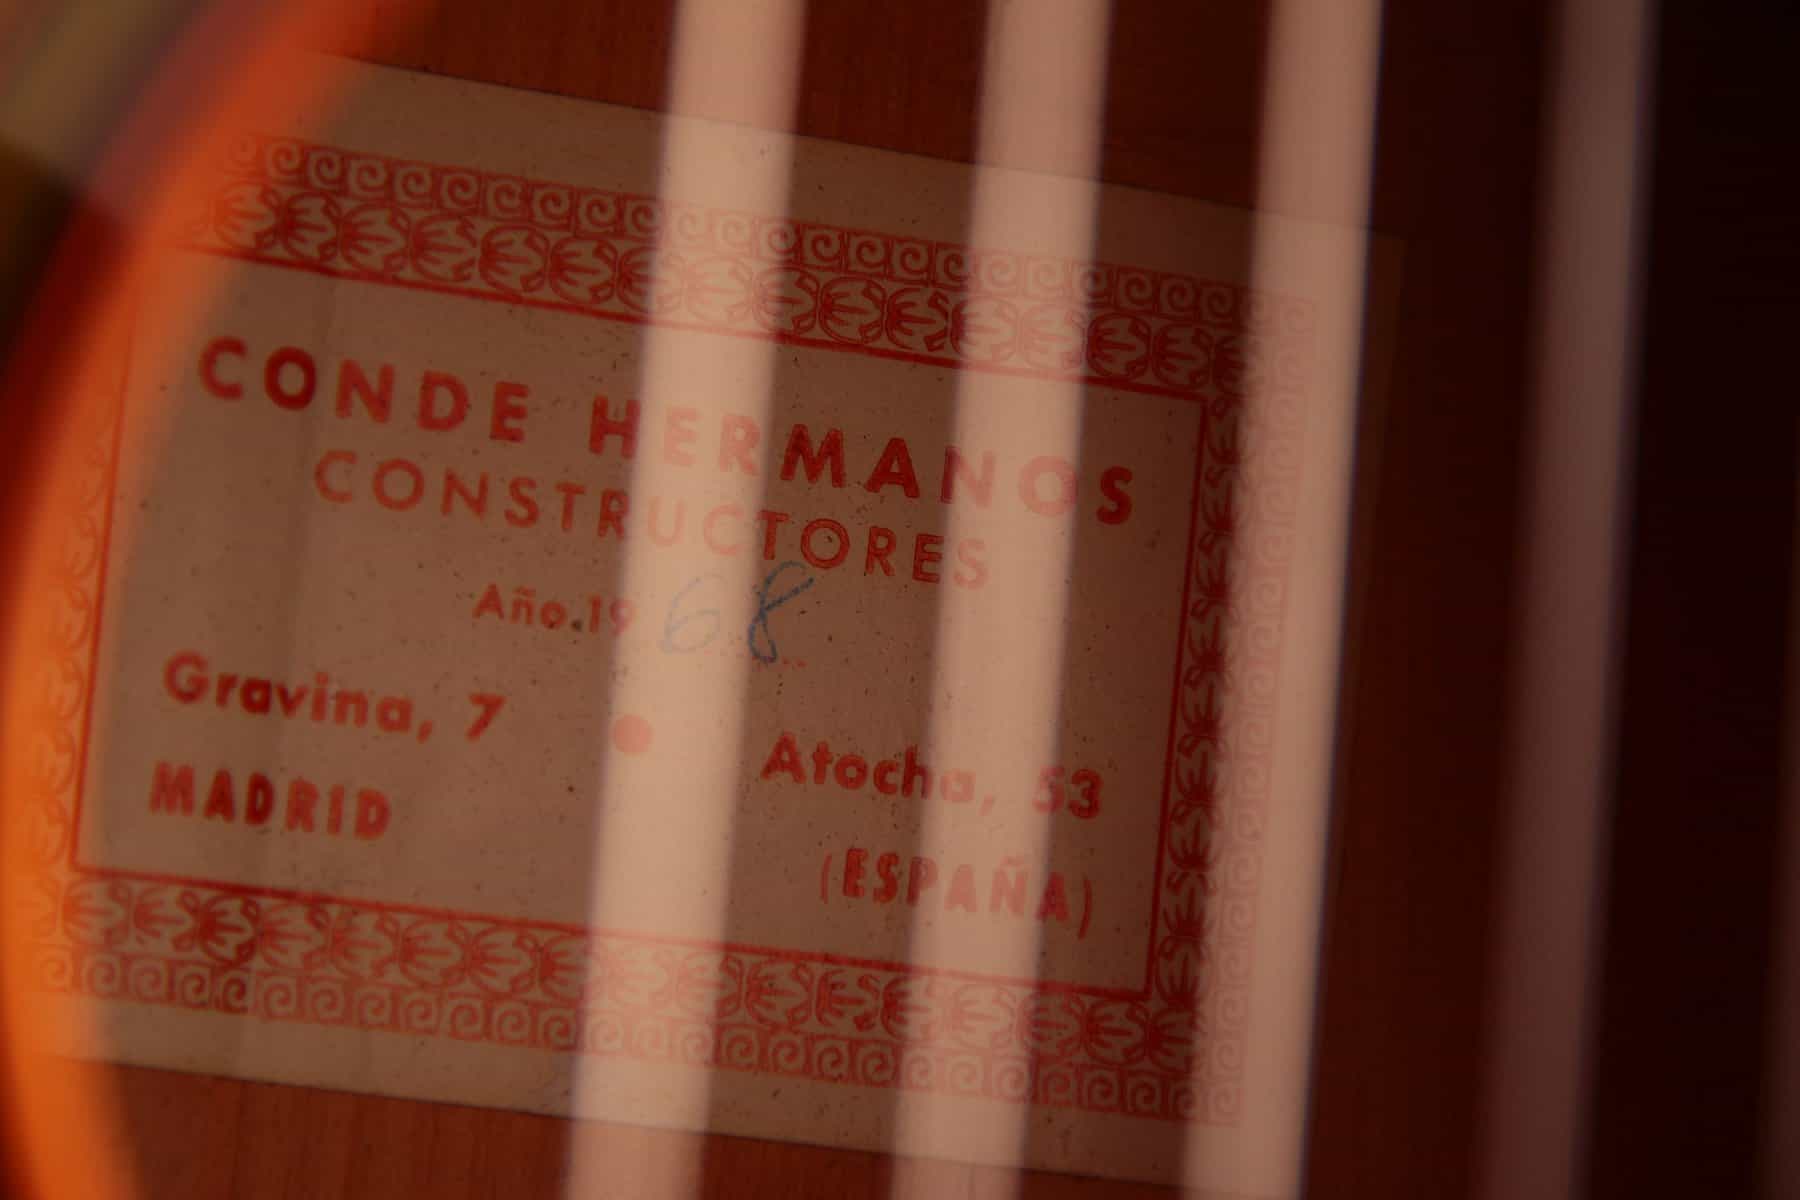 CONDE HERMANOS
CONSTRUCTORES
Año 1968
Gravina, 7 • Atocha, 53
MADRID (ESPAÑA)